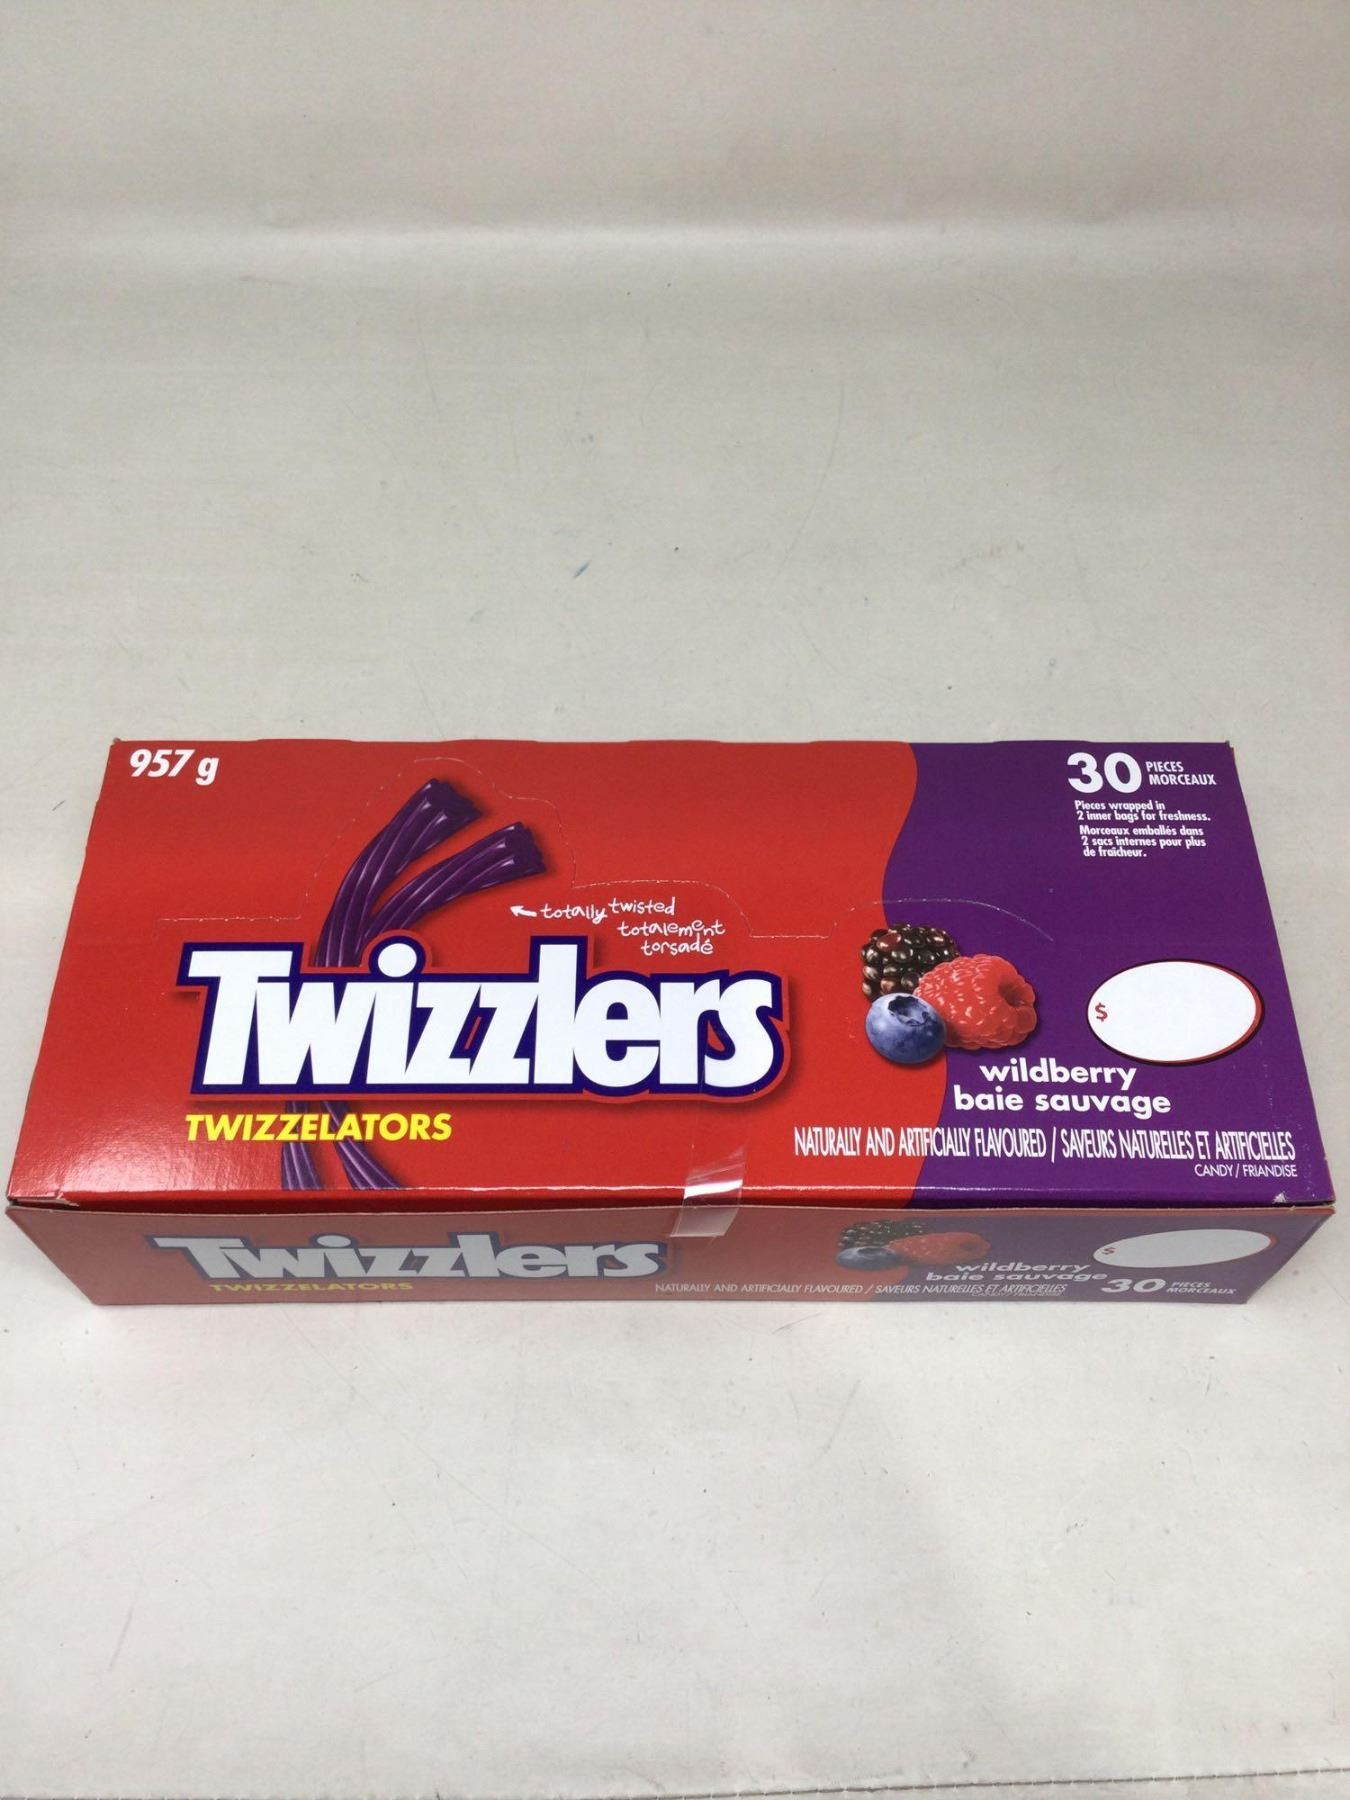 957 g
30 PIECES
MORCEAUX
Pieces wrapped in
2 inner bags for freshness.
Morceaux emballés dans
2 sacs internes pour plus
de fraîcheur.
totally twisted
totalement
torsadé
Twizzlers
TWIZZELATORS
$
wildberry
baie sauvage
NATURALLY AND ARTIFICIALLY FLAVOURED / SAVEURS NATURELLES ET ARTIFICIELLES
CANDY / FRIANDISE
Twizzlers
TWIZZELATORS
$
wildberry
baie sauvage
30 PIECES
MORCEAUX
NATURALLY AND ARTIFICIALLY FLAVOURED / SAVEURS NATURELLES ET ARTIFICIELLES
CANDY / FRIANDISE